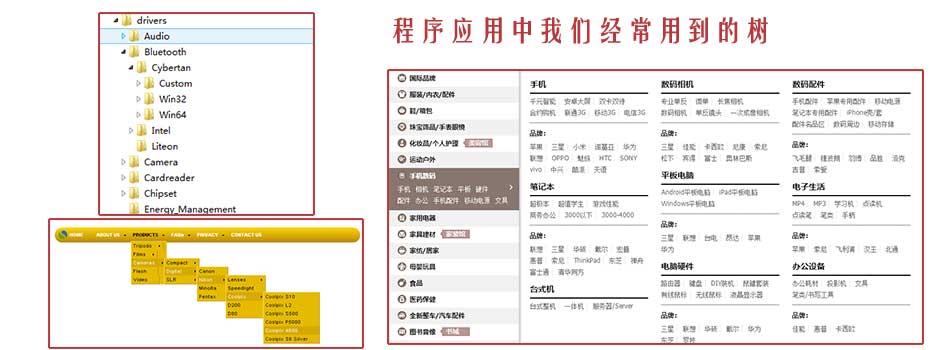 程序应用中我们经常用到的树
drivers
Audio
Bluetooth
Cybertan
Custom
Win32
Win64
Intel
Liteon
Camera
Cardreader
Chipset
Energy_Management
HOME ABOUT US PRODUCTS FAQs PRIVACY CONTACT US
Tripods
Films
Cameras
Flash
Video
Compact
Digital
SLR
Canon
Nikon
Minolta
Pentax
Lenses
Speedlight
Coolpix
D200
D80
Coolpix S10
Coolpix L2
Coolpix S500
Coolpix P5000
Coolpix S8 Silver
国际品牌
服装/内衣/配件
鞋/箱包
珠宝饰品/手表眼镜
化妆品/个人护理 美容馆
运动户外
手机数码
手机 相机 笔记本 平板 硬件
配件 办公 手机配件 移动电源 文具
家用电器
家具建材 家装馆
家纺/居家
母婴玩具
食品
医药保健
全新整车/汽车配件
图书音像 书城
手机
千元智能 安卓大屏 双卡双待
合约购机 联通3G 移动3G 电信3G
品牌:
苹果 三星 小米 诺基亚 华为
联想 OPPO 魅族 HTC SONY
vivo 中兴 酷派 天语
笔记本
超极本 超值学生 游戏性能
商务办公 3000以下 3000-4000
品牌:
联想 三星 华硕 戴尔 宏碁
惠普 索尼 ThinkPad 东芝 神舟
富士通 清华同方
台式机
台式整机 一体机 服务器/Server
数码相机
专业单反 微单 长焦相机
数码相机 单反镜头 一次成像相机
品牌:
三星 佳能 卡西欧 尼康 索尼
松下 宾得 富士 奥林巴斯
平板电脑
Android平板电脑 iPad平板电脑
Windows平板电脑
品牌:
三星 联想 台电 昂达 苹果
华为
电脑硬件
路由器 键盘 DIY装机 鼠键套装
有线鼠标 无线鼠标 液晶显示器
品牌:
三星 联想 华硕 戴尔 华为
东芝 罗技
数码配件
手机配件 苹果专用配件 移动电源
笔记本专用配件 iPhone壳/套
配件名品区 数码周边 移动存储
品牌:
飞毛腿 捷波朗 羽博 品胜 洛克
吉普 索爱
电子生活
MP4 MP3 学习机 点读机
点读笔 笔类 手柄
品牌:
苹果 索尼 飞利浦 汉王 北通
办公设备
办公耗材 投影机 文具
笔类/书写工具
品牌:
佳能 惠普 卡西欧